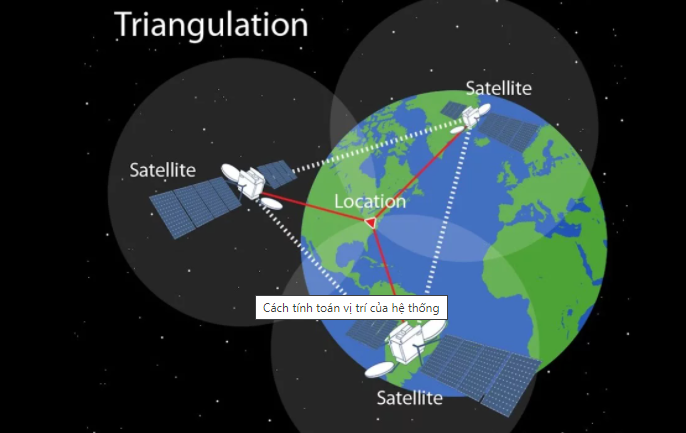 Triangulation
Satellite
Satellite
Location
Cách tính toán vị trí của hệ thống
Satellite